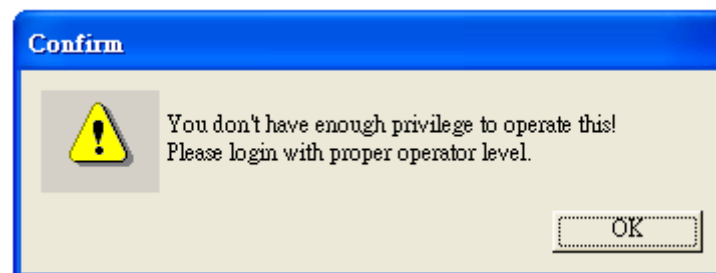 Confirm
You don't have enough privilege to operate this!
Please login with proper operator level.
OK